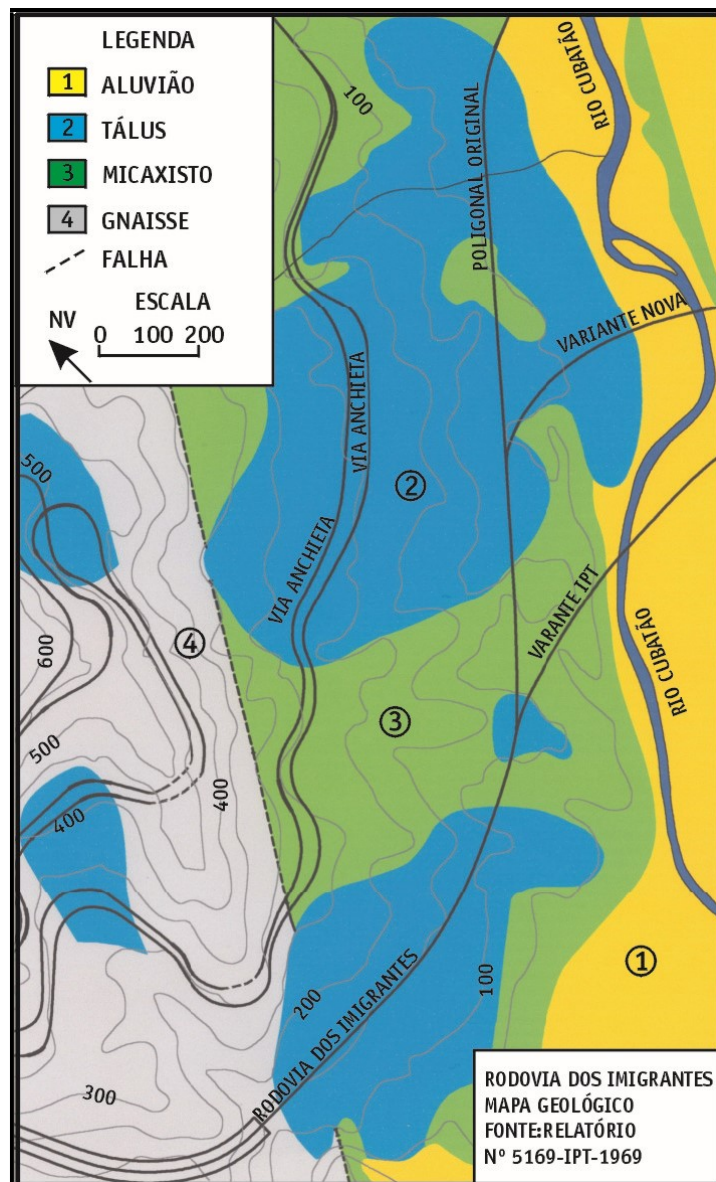 LEGENDA
1 ALUVIÃO
2 TÁLUS
3 MICAXISTO
4 GNAISSE
FALHA
ESCALA
NV
0 100 200
100
RIO CUBATÃO
POLIGONAL ORIGINAL
VARIANTE NOVA
VIA ANCHIETA
VIA ANCHIETA
2
500
4
600
VARANTE IPT
RIO CUBATÃO
3
500
400
400
1
200
100
RODOVIA DOS IMIGRANTES
300
RODOVIA DOS IMIGRANTES
MAPA GEOLÓGICO
FONTE:RELATÓRIO
Nº 5169-IPT-1969